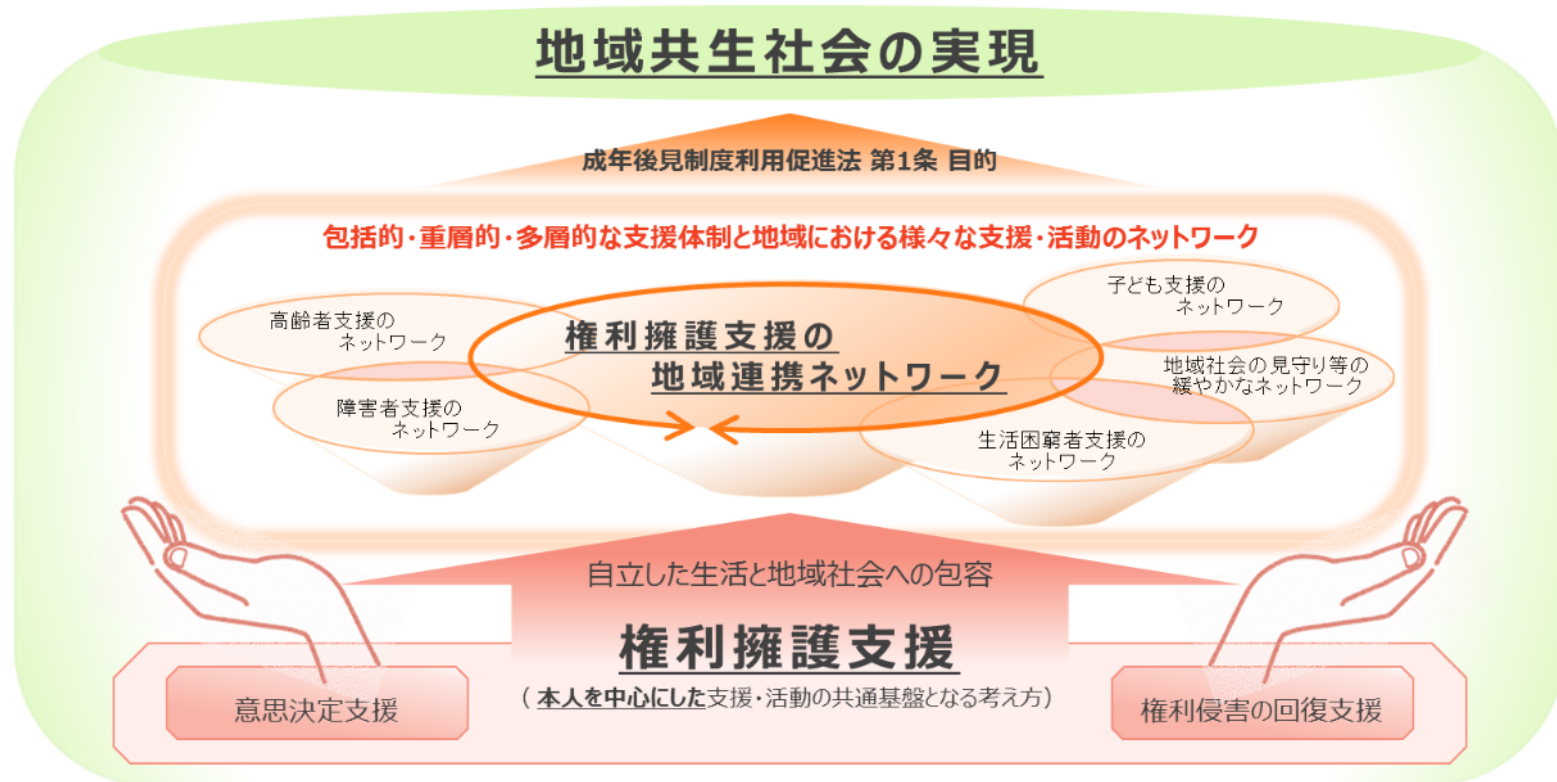 地域共生社会の実現
成年後見制度利用促進法 第1条 目的
包括的・重層的・多層的な支援体制と地域における様々な支援・活動のネットワーク
高齢者支援の
ネットワーク
障害者支援の
ネットワーク
権利擁護支援の
地域連携ネットワーク
子ども支援の
ネットワーク
地域社会の見守り等の
緩やかなネットワーク
生活困窮者支援の
ネットワーク
自立した生活と地域社会への包容
権利擁護支援
(本人を中心にした支援・活動の共通基盤となる考え方)
意思決定支援
権利侵害の回復支援